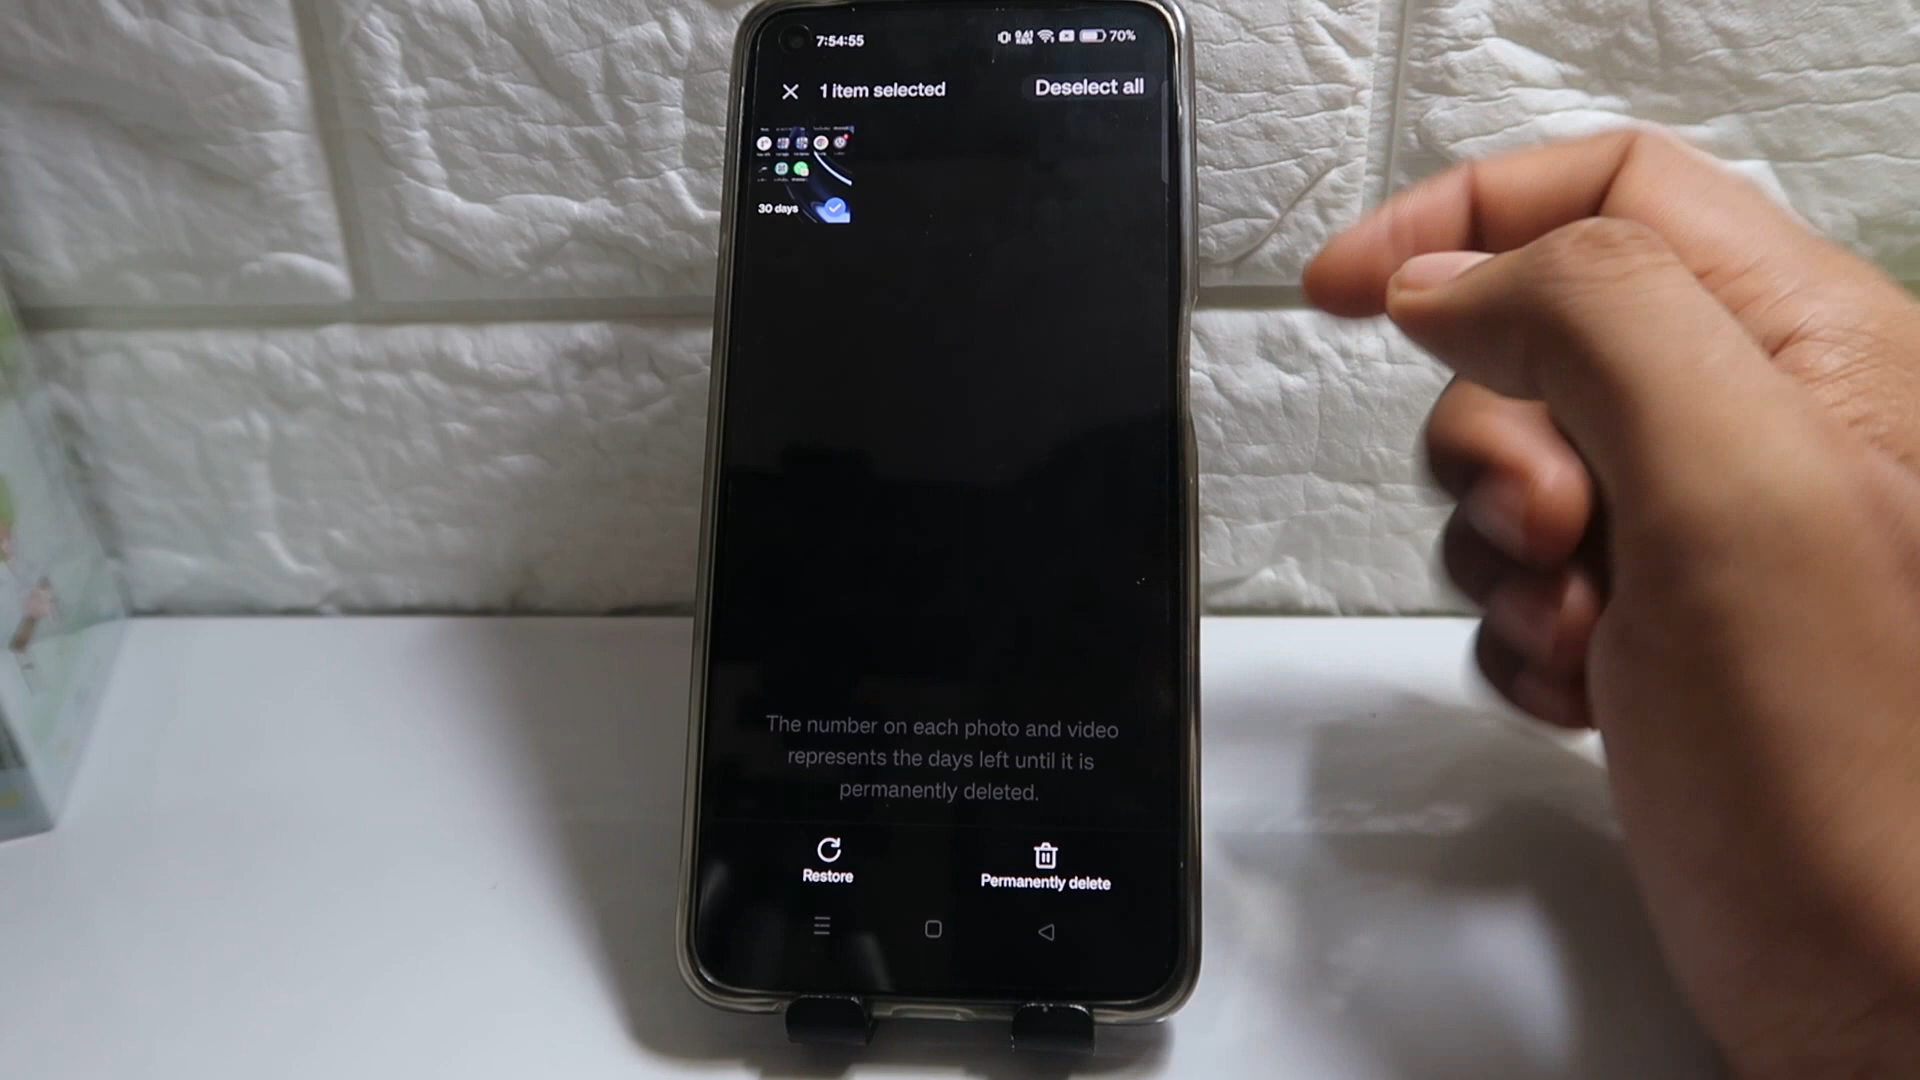 7:54:55
70%
1 item selected
Deselect all
30 days
The number on each photo and video
represents the days left until it is
permanently deleted.
Restore
Permanently delete